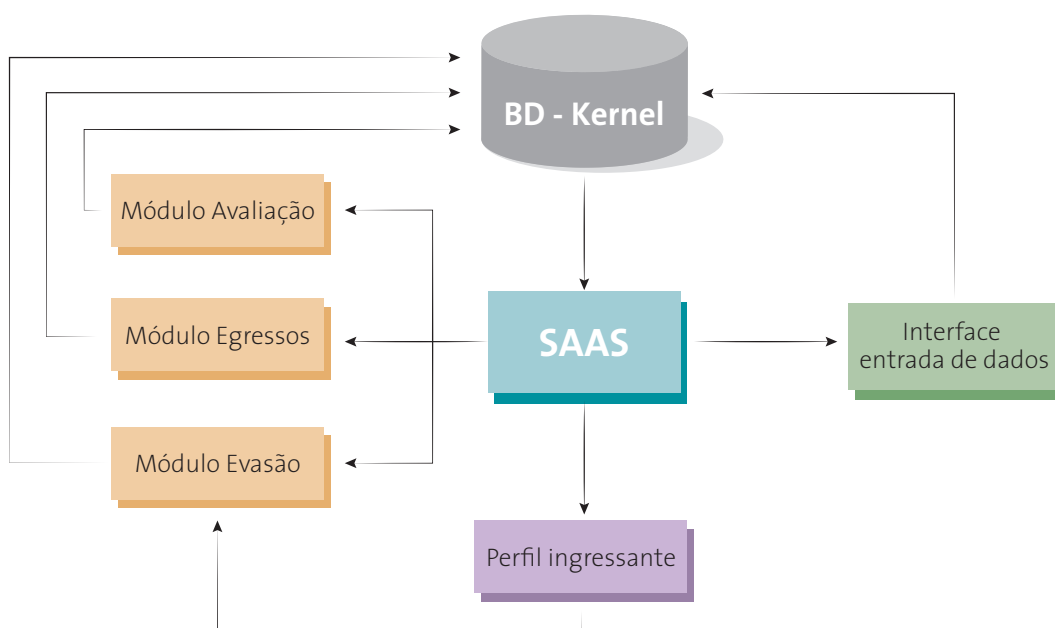 BD - Kernel
Módulo Avaliação
Módulo Egressos
SAAS
Interface
entrada de dados
Módulo Evasão
Perfil ingressante